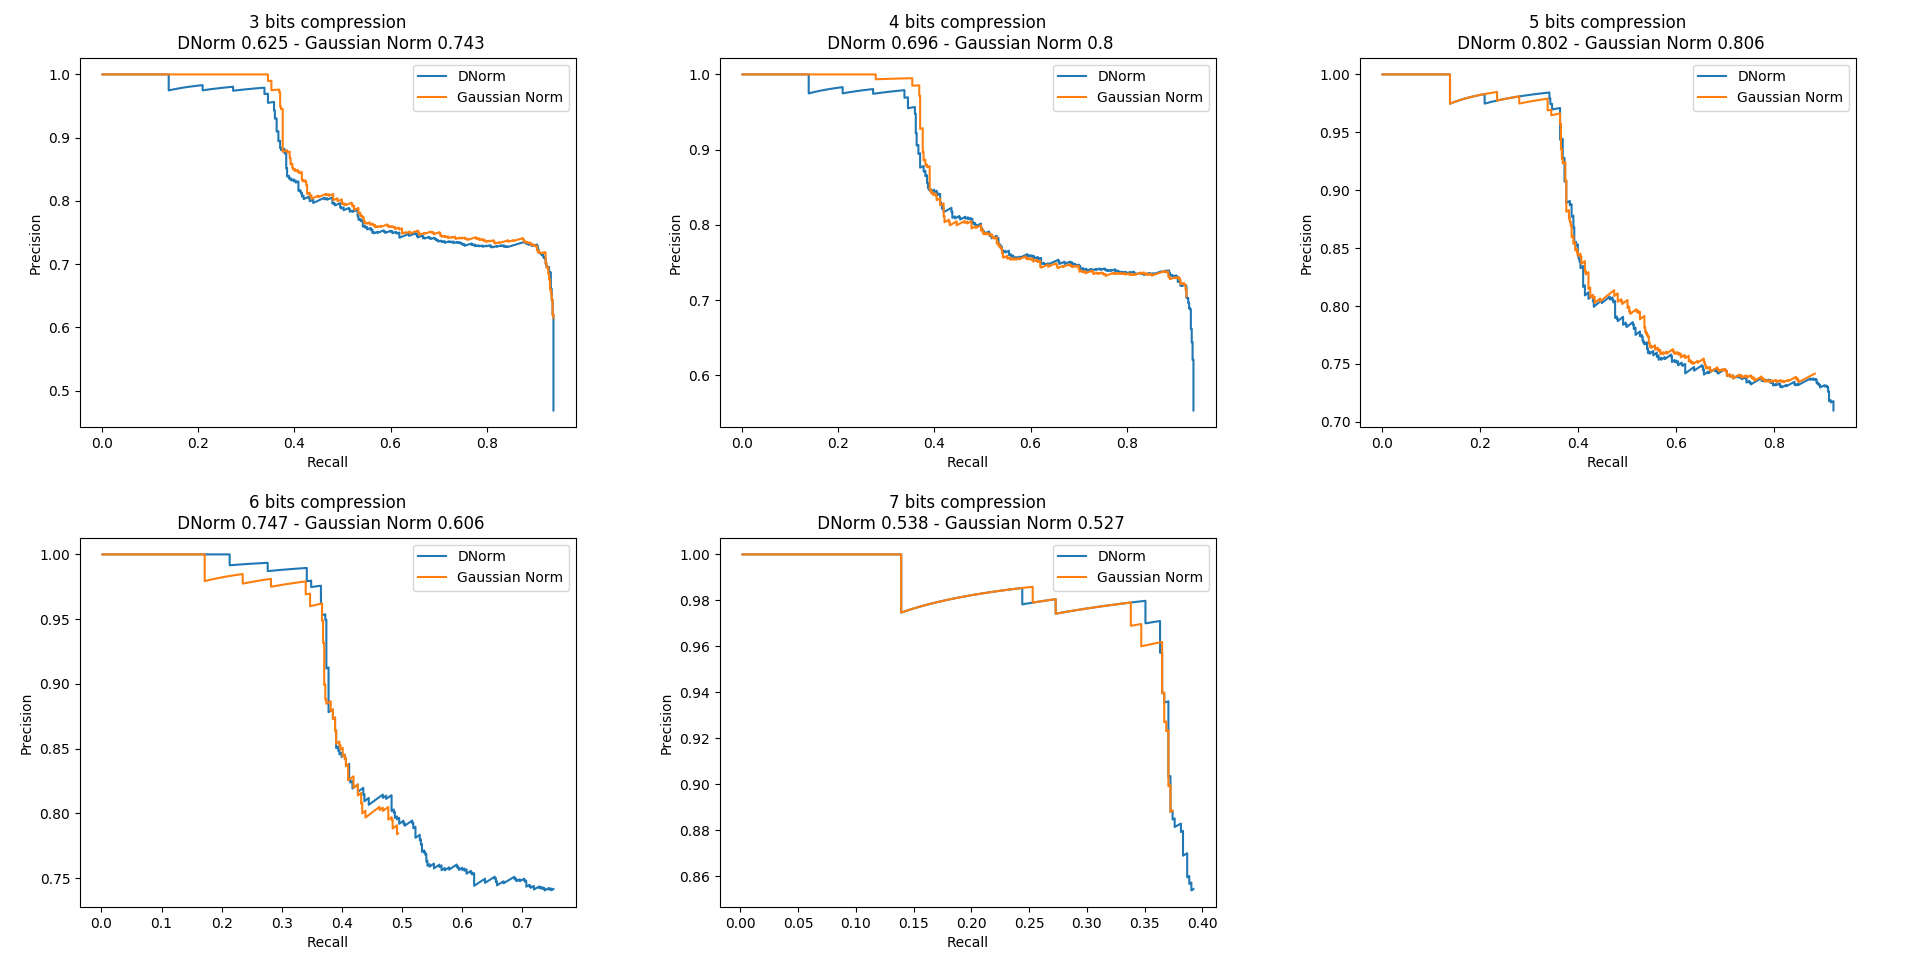 3 bits compression
DNorm 0.625 - Gaussian Norm 0.743
1.0
0.9
0.8
0.7
0.6
0.5
Precision
0.0 0.2 0.4 0.6 0.8
Recall
DNorm
Gaussian Norm
4 bits compression
DNorm 0.696 - Gaussian Norm 0.8
1.0
0.9
0.8
0.7
0.6
Precision
0.0 0.2 0.4 0.6 0.8
Recall
DNorm
Gaussian Norm
5 bits compression
DNorm 0.802 - Gaussian Norm 0.806
1.00
0.95
0.90
0.85
0.80
0.75
0.70
Precision
0.0 0.2 0.4 0.6 0.8
Recall
DNorm
Gaussian Norm
6 bits compression
DNorm 0.747 - Gaussian Norm 0.606
1.00
0.95
0.90
0.85
0.80
0.75
Precision
0.0 0.1 0.2 0.3 0.4 0.5 0.6 0.7
Recall
DNorm
Gaussian Norm
7 bits compression
DNorm 0.538 - Gaussian Norm 0.527
1.00
0.98
0.96
0.94
0.92
0.90
0.88
0.86
Precision
0.00 0.05 0.10 0.15 0.20 0.25 0.30 0.35 0.40
Recall
DNorm
Gaussian Norm